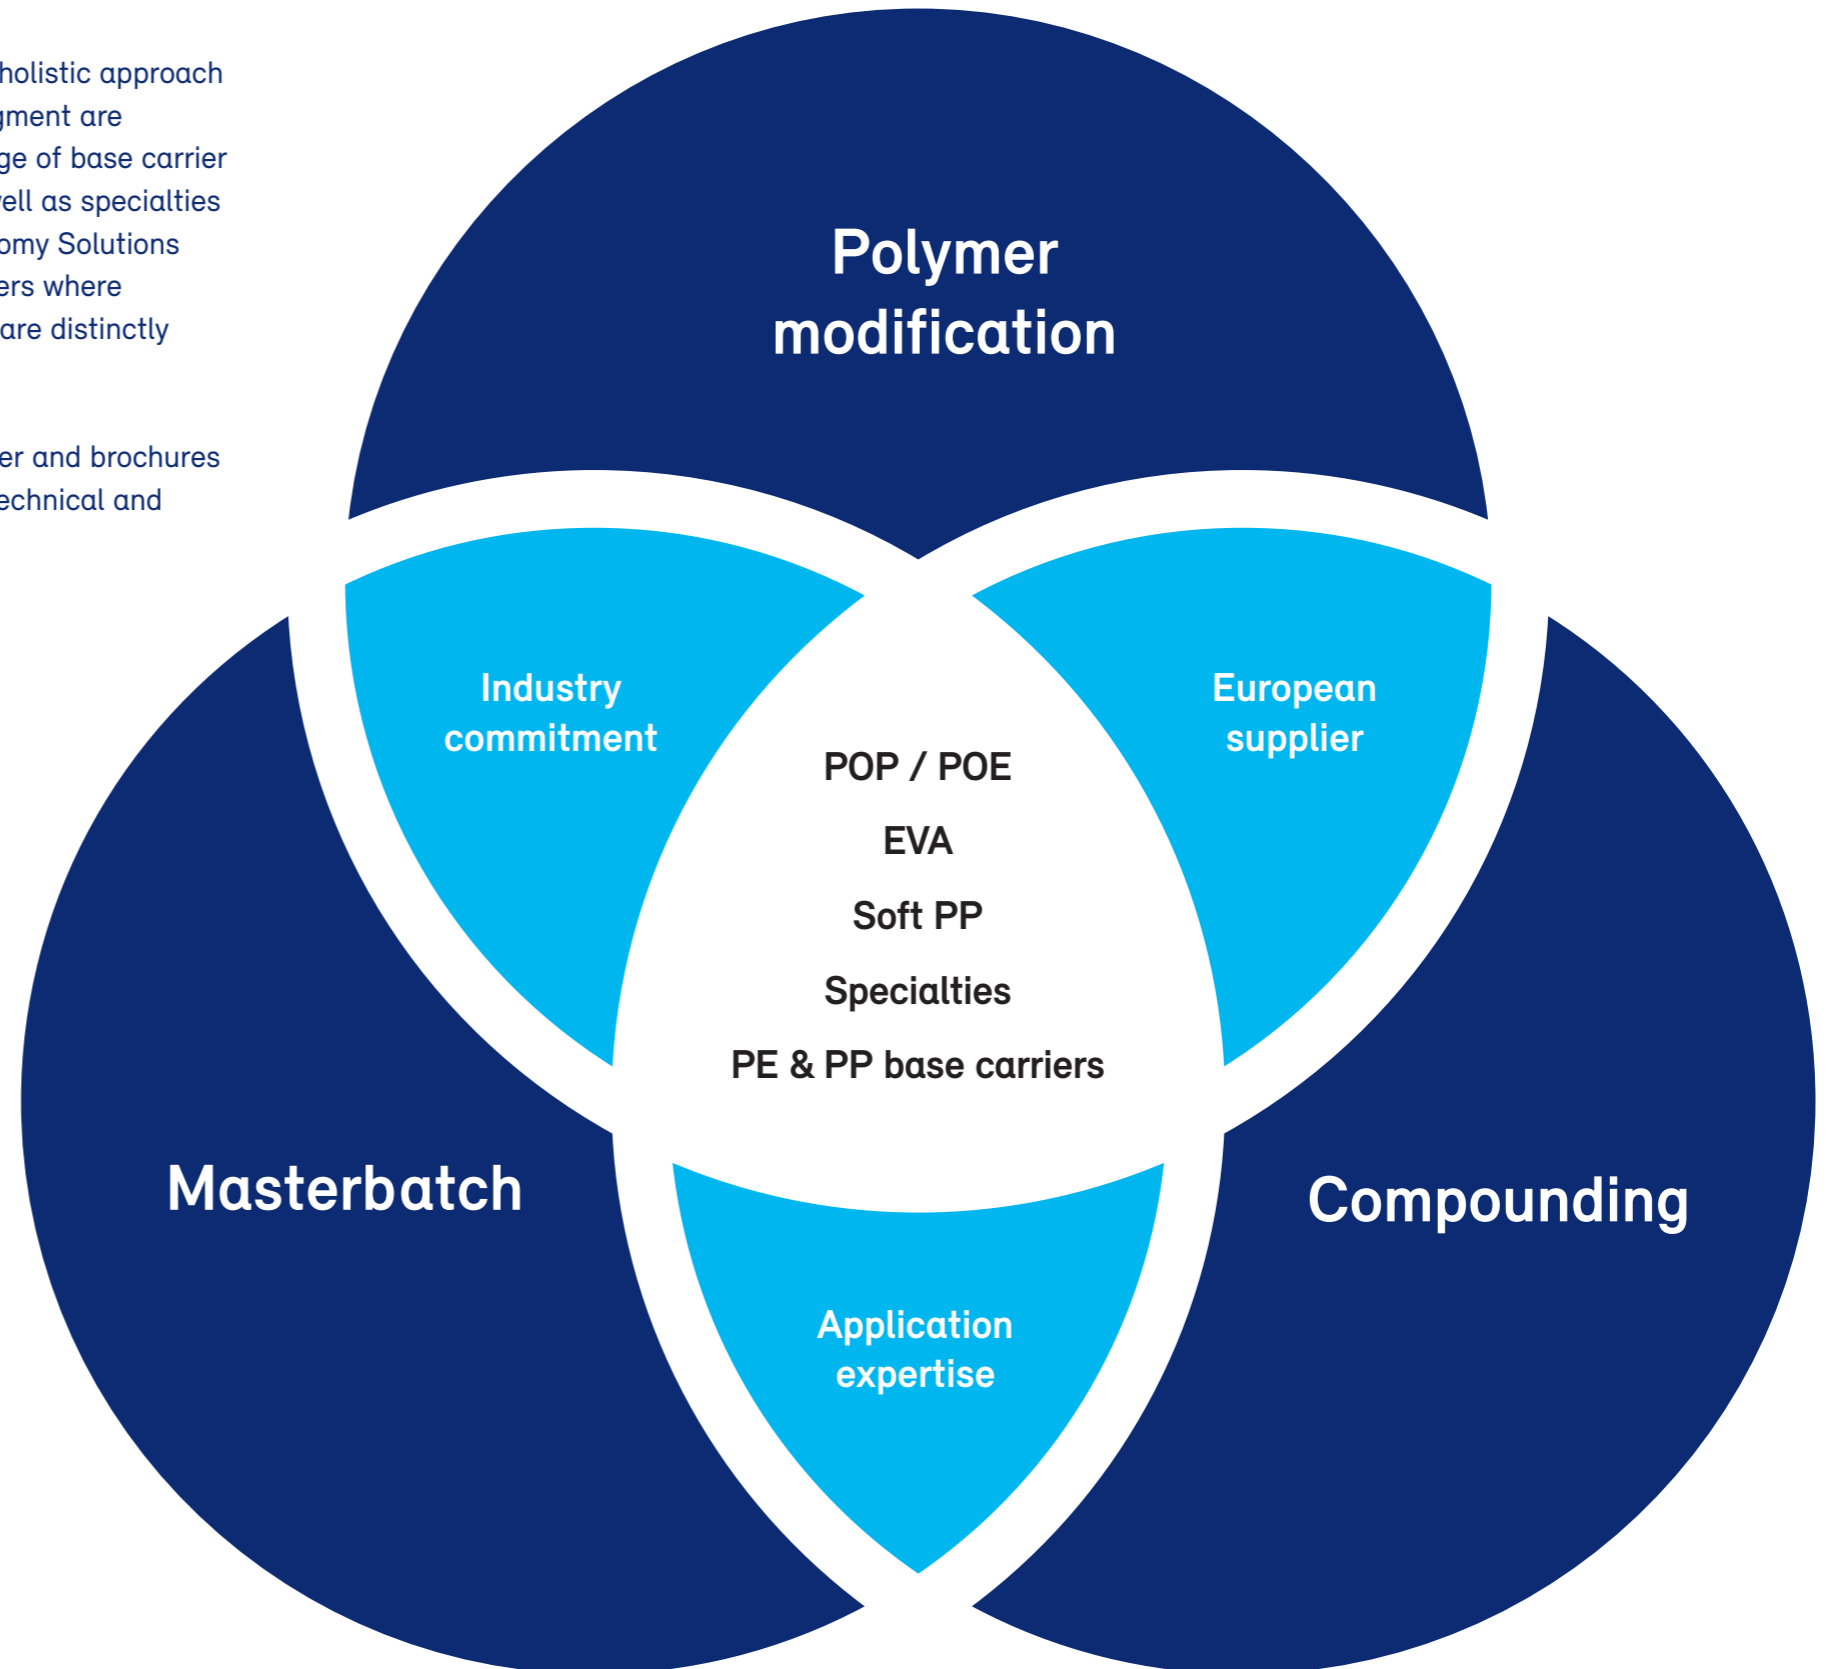 holistic approach
gment are
ge of base carrier
well as specialties
omy Solutions
ers where
are distinctly
er and brochures
echnical and
Polymer
modification
Industry
commitment
European
supplier
POP / POE
EVA
Soft PP
Specialties
PE & PP base carriers
Masterbatch
Compounding
Application
expertise